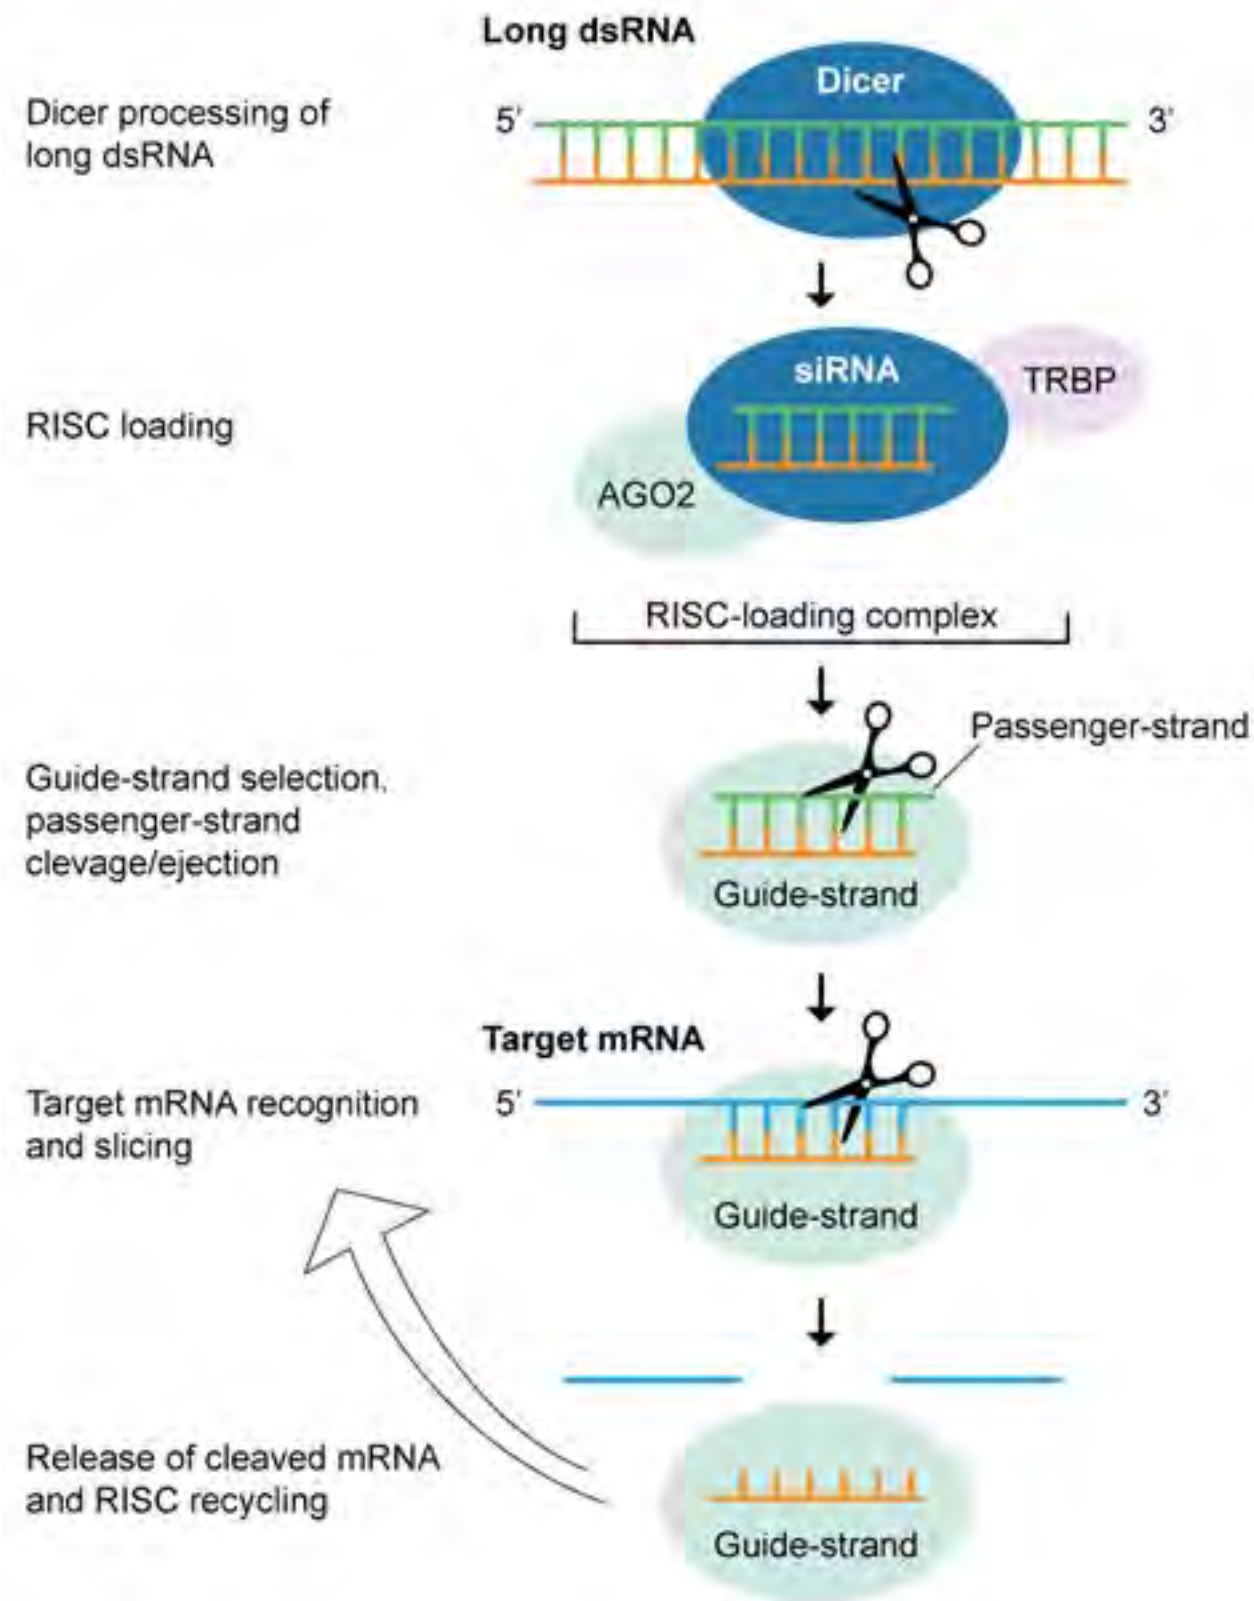 Long dsRNA
Dicer
Dicer processing of
long dsRNA
5'
3'
siRNA
TRBP
RISC loading
AGO2
RISC-loading complex
Passenger-strand
Guide-strand selection,
passenger-strand
clevage/ejection
Guide-strand
Target mRNA
Target mRNA recognition
and slicing
5'
3'
Guide-strand
Release of cleaved mRNA
and RISC recycling
Guide-strand